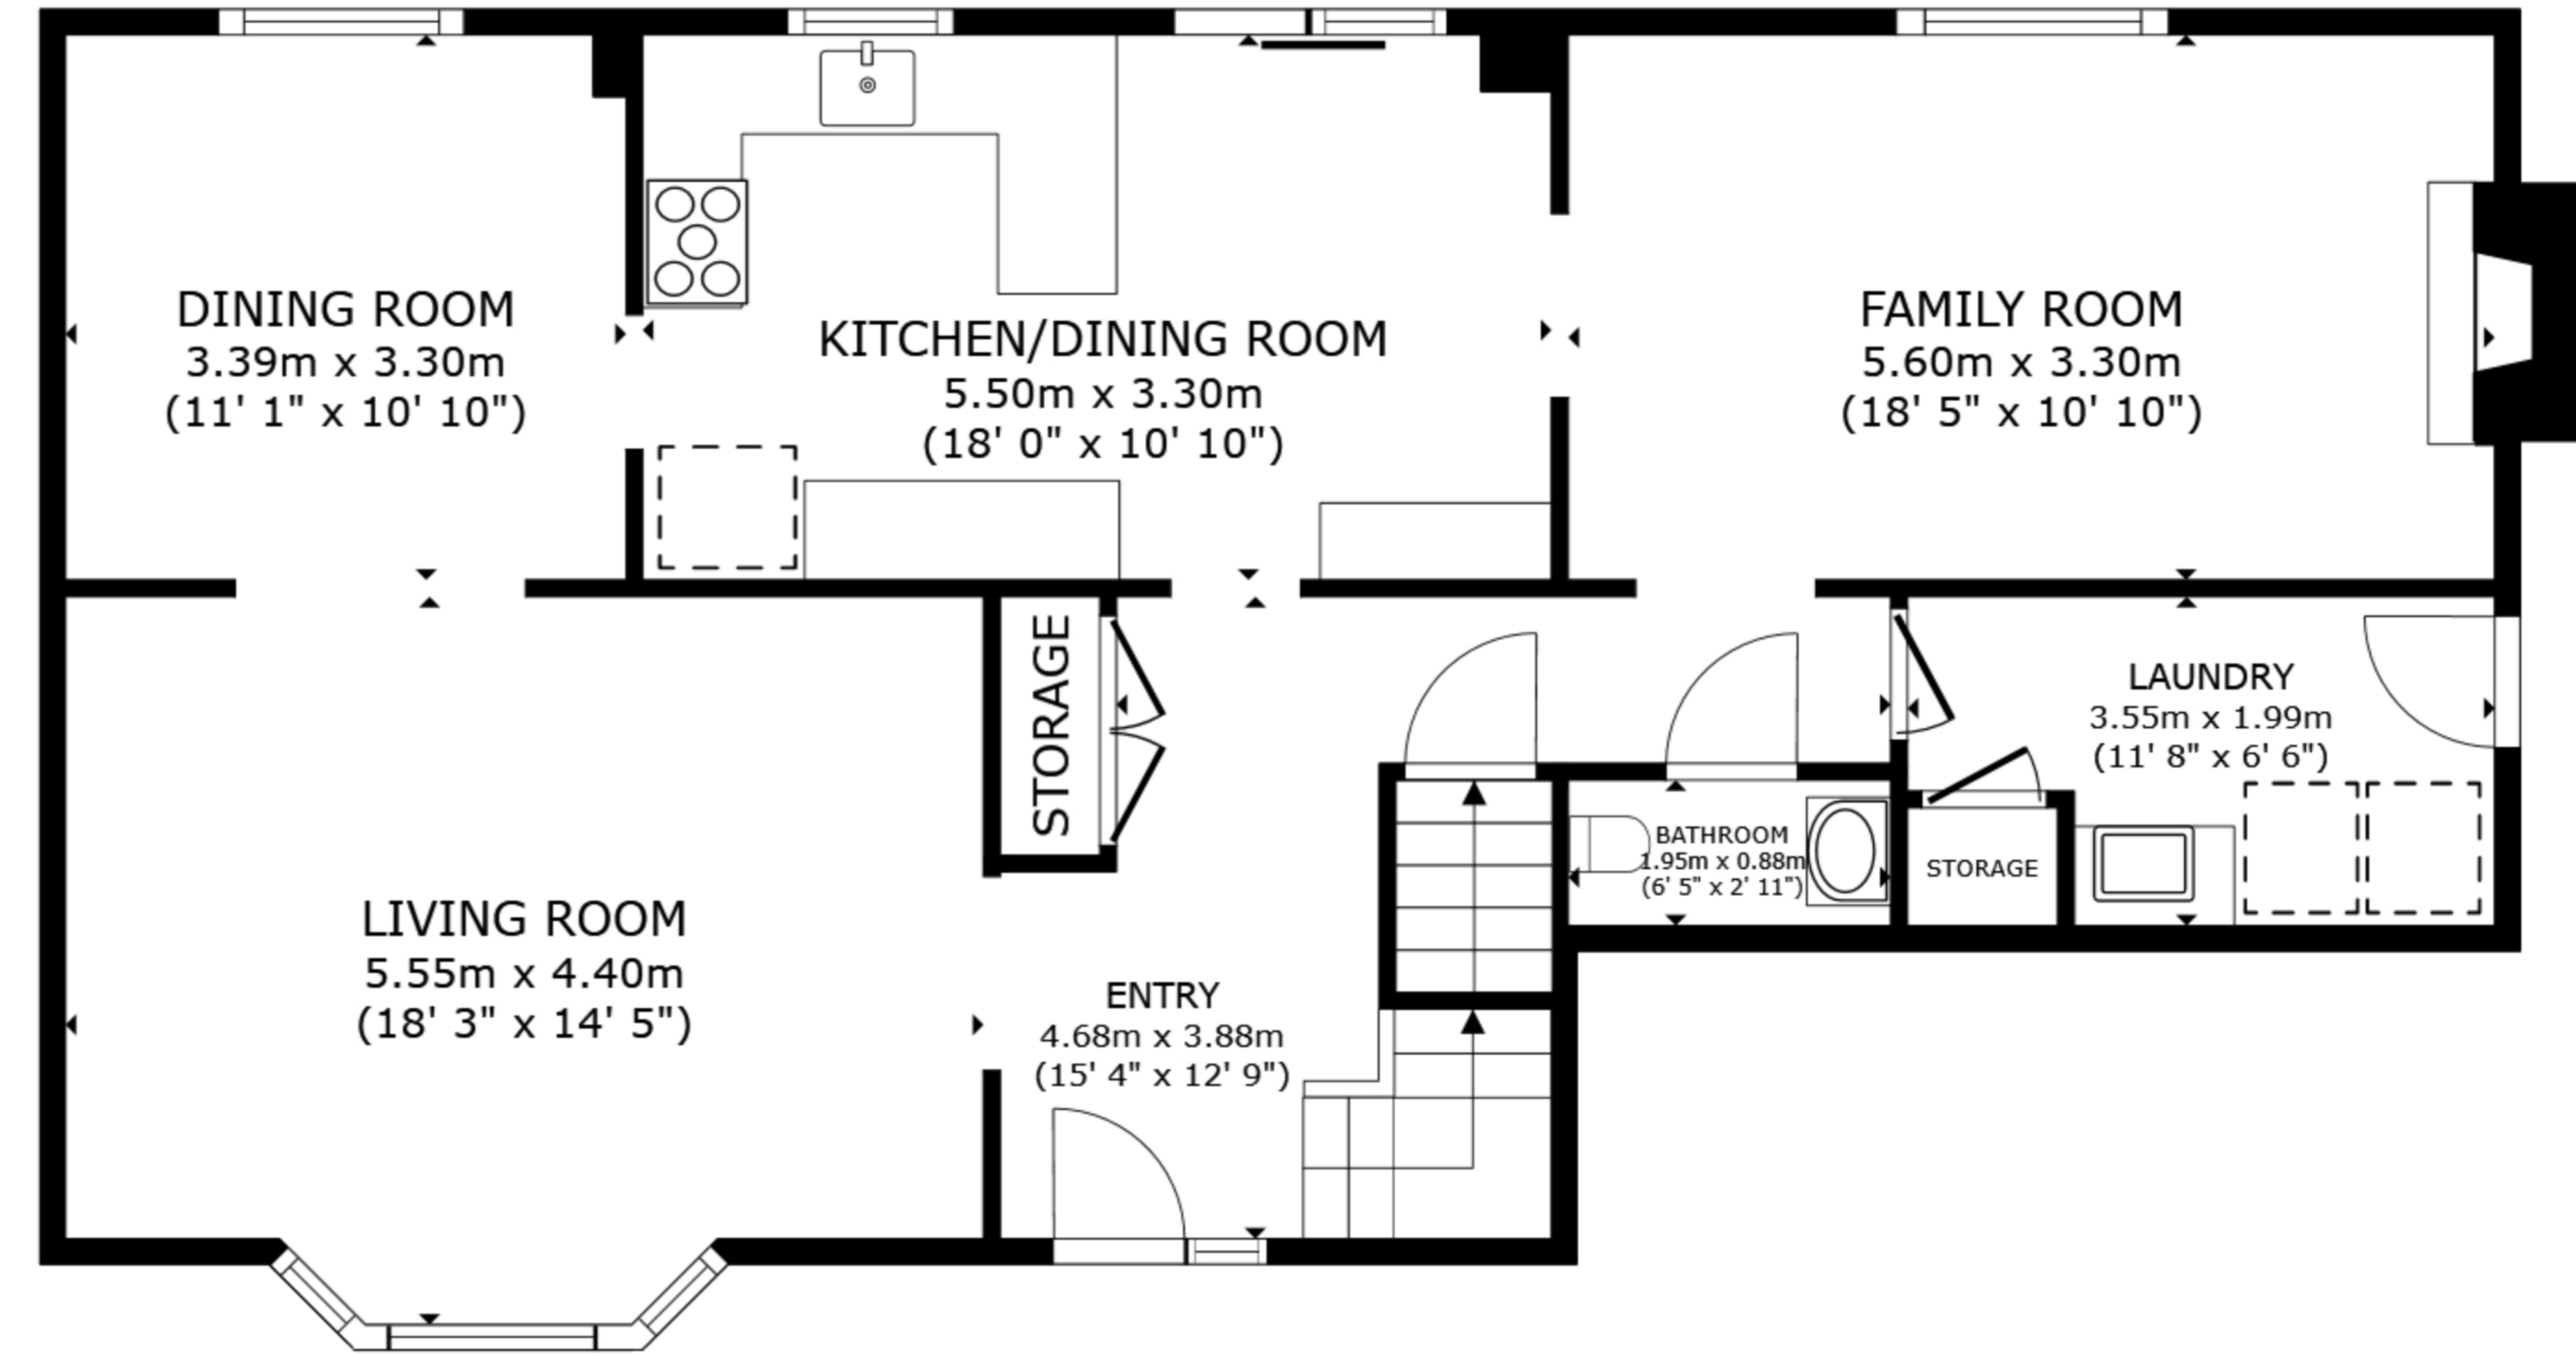 DINING ROOM
3.39m x 3.30m
(11' 1" x 10' 10")
KITCHEN/DINING ROOM
5.50m x 3.30m
(18' 0" x 10' 10")
FAMILY ROOM
5.60m x 3.30m
(18' 5" x 10' 10")
STORAGE
LAUNDRY
3.55m x 1.99m
(11' 8" x 6' 6")
BATHROOM
1.95m x 0.88m
(6' 5" x 2' 11")
STORAGE
LIVING ROOM
5.55m x 4.40m
(18' 3" x 14' 5")
ENTRY
4.68m x 3.88m
(15' 4" x 12' 9")